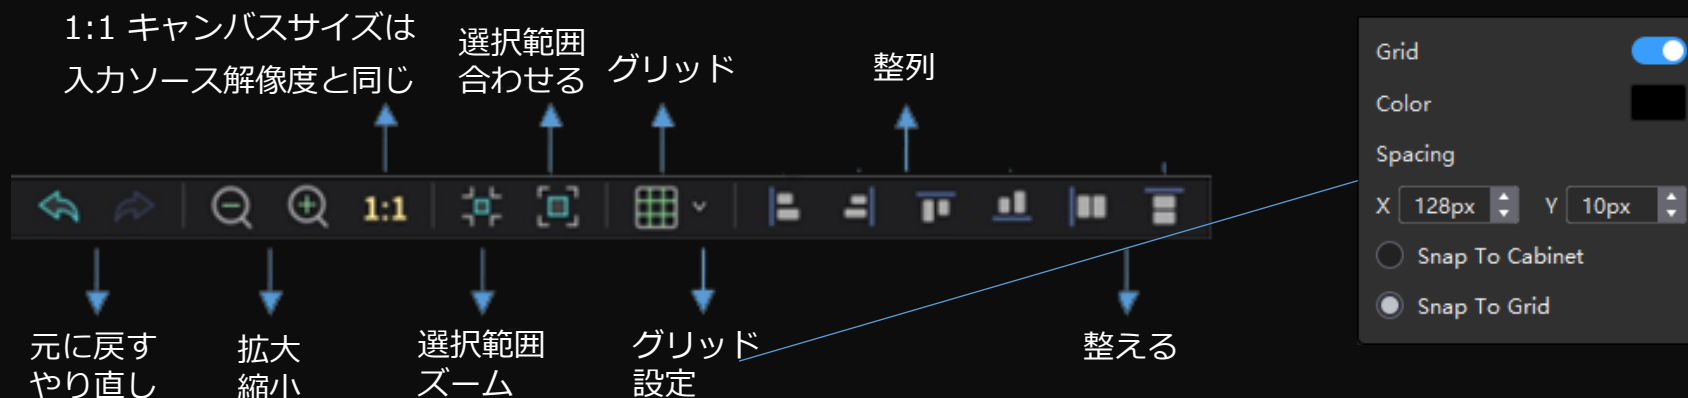 1:1 キャンバスサイズは
入力ソース解像度と同じ
選択範囲
合わせる
グリッド
整列
1:1
元に戻す
やり直し
拡大
縮小
選択範囲
ズーム
グリッド
設定
整える
Grid
Color
Spacing
X 128px Y 10px
Snap To Cabinet
Snap To Grid